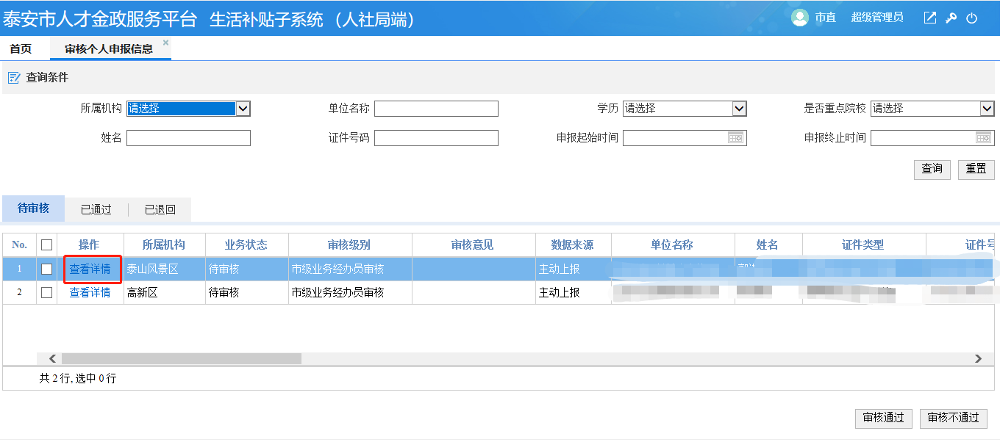 泰安市人才金政服务平台 生活补贴子系统 （人社局端） 市直 超级管理员
首页 审核个人申报信息 ×
查询条件
所属机构 请选择 单位名称 学历 请选择 是否重点院校 请选择
姓名 证件号码 申报起始时间 申报终止时间
查询 重置
待审核 已通过 已退回
No. 操作 所属机构 业务状态 审核级别 审核意见 数据来源 单位名称 姓名 证件类型 证件号
1 查看详情 泰山风景区 待审核 市级业务经办员审核 主动上报
2 查看详情 高新区 待审核 市级业务经办员审核 主动上报
共 2 行, 选中 0 行
审核通过 审核不通过